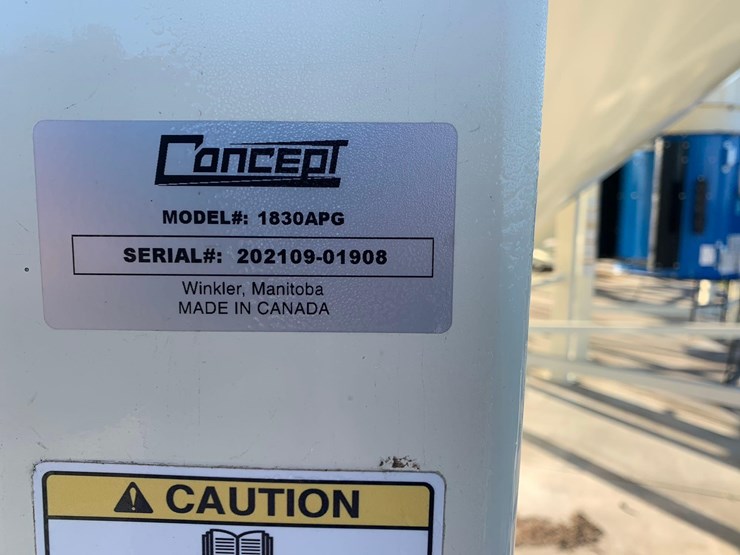 Concept
MODEL#: 1830APG
SERIAL#: 202109-01908
Winkler, Manitoba
MADE IN CANADA
CAUTION